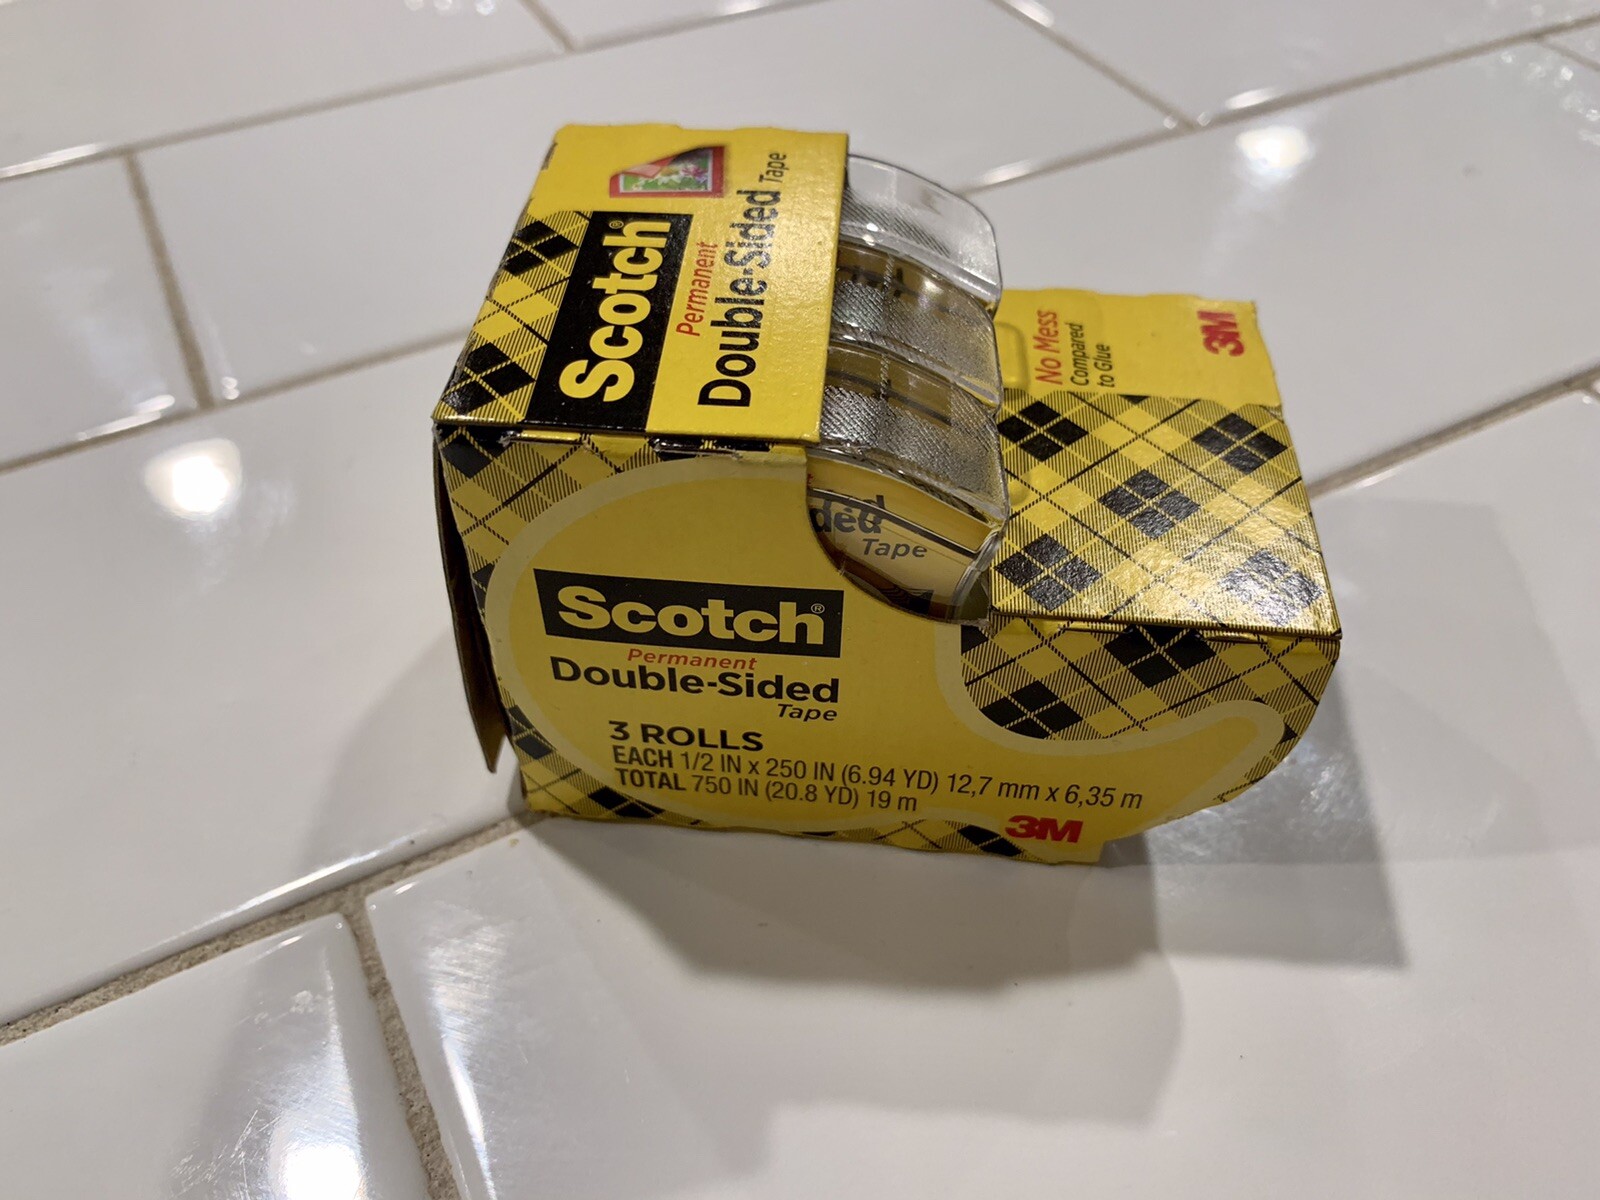 Scotch®
Permanent
Double-Sided Tape
No Mess
Compared
to Glue
3M
ded
Tape
Scotch®
Permanent
Double-Sided
Tape
3 ROLLS
EACH 1/2 IN x 250 IN (6.94 YD) 12,7 mm x 6,35 m
TOTAL 750 IN (20.8 YD) 19 m
3M